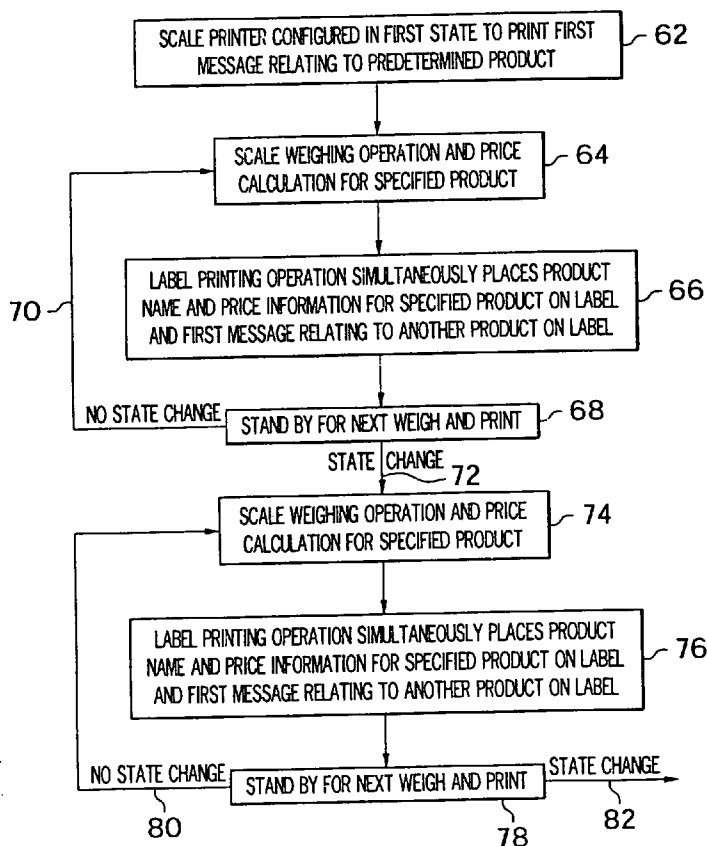 SCALE PRINTER CONFIGURED IN FIRST STATE TO PRINT FIRST
MESSAGE RELATING TO PREDETERMINED PRODUCT
62
SCALE WEIGHING OPERATION AND PRICE
CALCULATION FOR SPECIFIED PRODUCT
64
LABEL PRINTING OPERATION SIMULTANEOUSLY PLACES PRODUCT
NAME AND PRICE INFORMATION FOR SPECIFIED PRODUCT ON LABEL
AND FIRST MESSAGE RELATING TO ANOTHER PRODUCT ON LABEL
66
70
NO STATE CHANGE
STAND BY FOR NEXT WEIGH AND PRINT
68
STATE CHANGE
72
SCALE WEIGHING OPERATION AND PRICE
CALCULATION FOR SPECIFIED PRODUCT
74
LABEL PRINTING OPERATION SIMULTANEOUSLY PLACES PRODUCT
NAME AND PRICE INFORMATION FOR SPECIFIED PRODUCT ON LABEL
AND FIRST MESSAGE RELATING TO ANOTHER PRODUCT ON LABEL
76
NO STATE CHANGE
STAND BY FOR NEXT WEIGH AND PRINT
STATE CHANGE
80
78
82